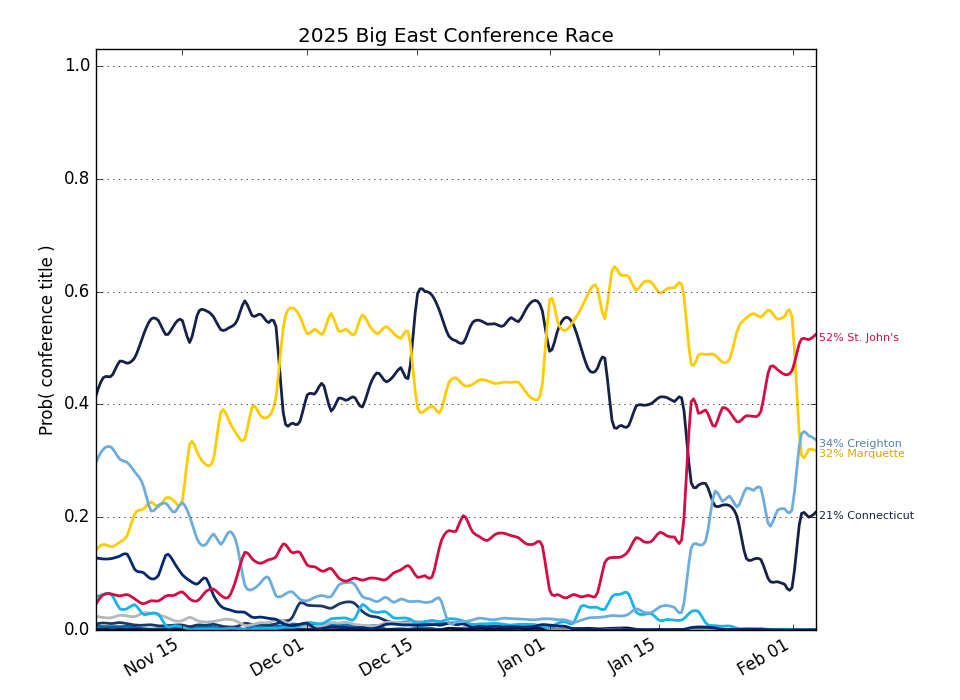 2025 Big East Conference Race
1.0
0.8
0.6
0.4
0.2
0.0
Prob( conference title )
52% St. John's
34% Creighton
32% Marquette
21% Connecticut
Nov 15
Dec 01
Dec 15
Jan 01
Jan 15
Feb 01